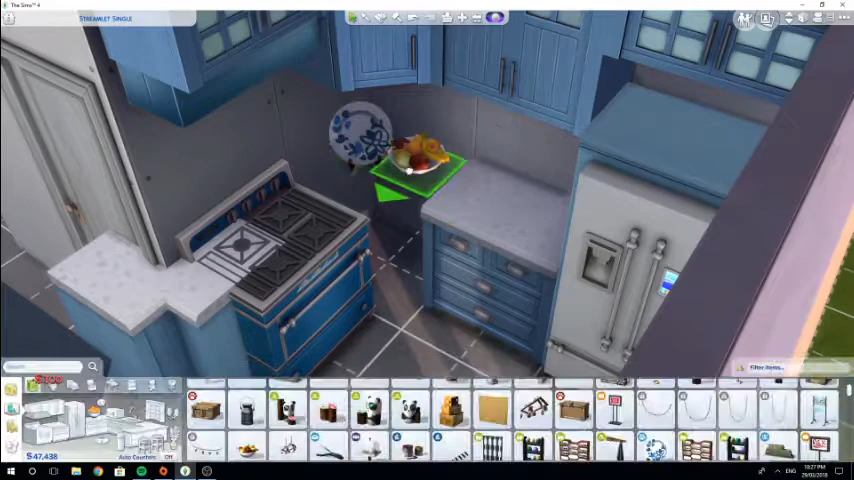 The Sims™ 4
STREAMLET SINGLE
Filter Items...
$ 100
$47,438
Auto Counters: Off
ENG
10:27 PM
29/03/2018